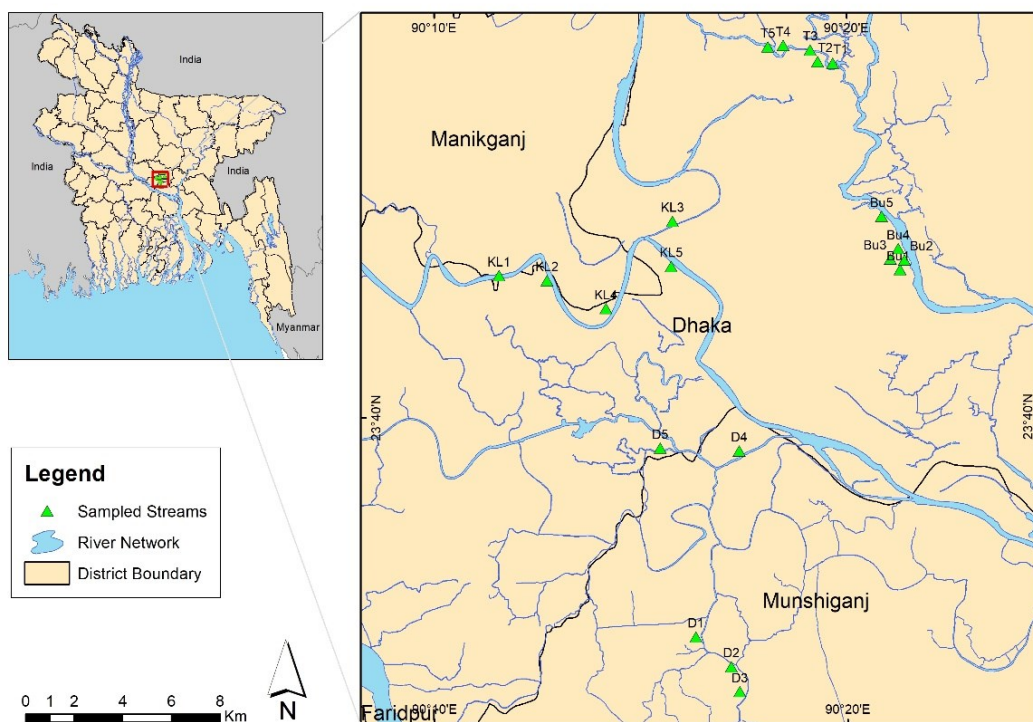 India
India
India
Myanmar
Legend
Sampled Streams
River Network
District Boundary
0 2 4 6 8
Km
N
90°10'E
90°20'E
T5
T4
T3
T2
T1
Manikganj
KL3
Bu5
Bu4
Bu3
Bu2
Bu1
KL5
KL1
KL2
KL4
Dhaka
23°40'N
23°40'N
D5
D4
Munshiganj
D1
D2
D3
Faridpur
90°10'E
90°20'E